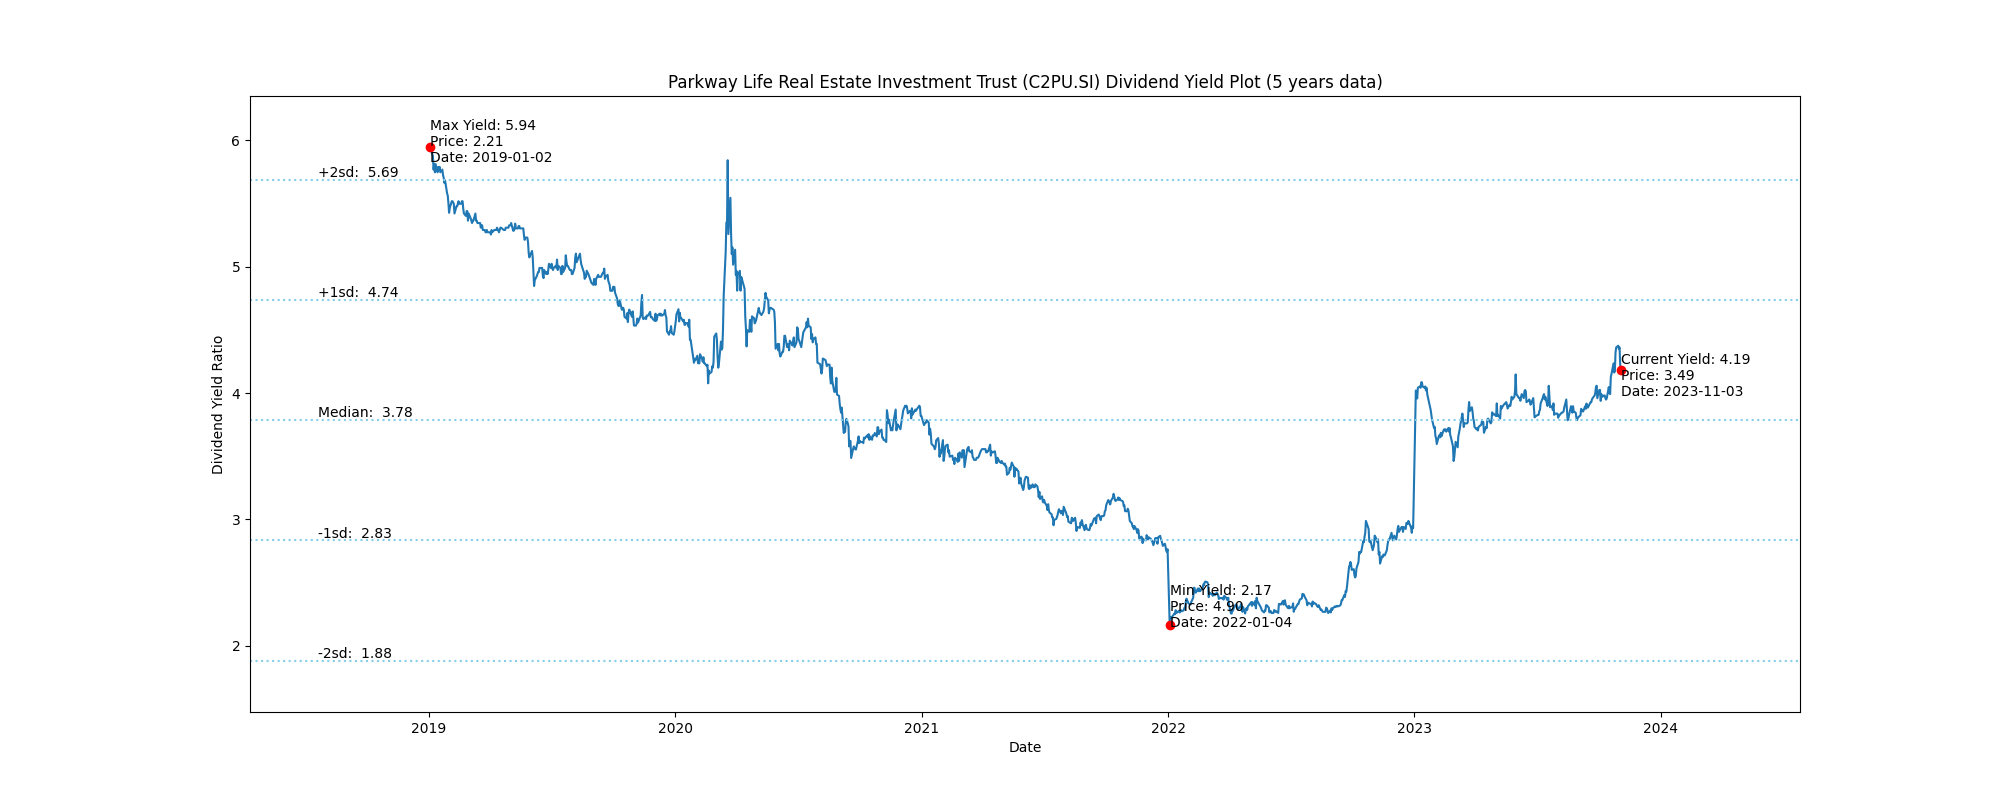 Parkway Life Real Estate Investment Trust (C2PU.SI) Dividend Yield Plot (5 years data)
Max Yield: 5.94
Price: 2.21
Date: 2019-01-02
+2sd:  5.69
+1sd:  4.74
Median:  3.78
-1sd:  2.83
-2sd:  1.88
Current Yield: 4.19
Price: 3.49
Date: 2023-11-03
Min Yield: 2.17
Price: 4.90
Date: 2022-01-04
Dividend Yield Ratio
6
5
4
3
2
2019 2020 2021 2022 2023 2024
Date